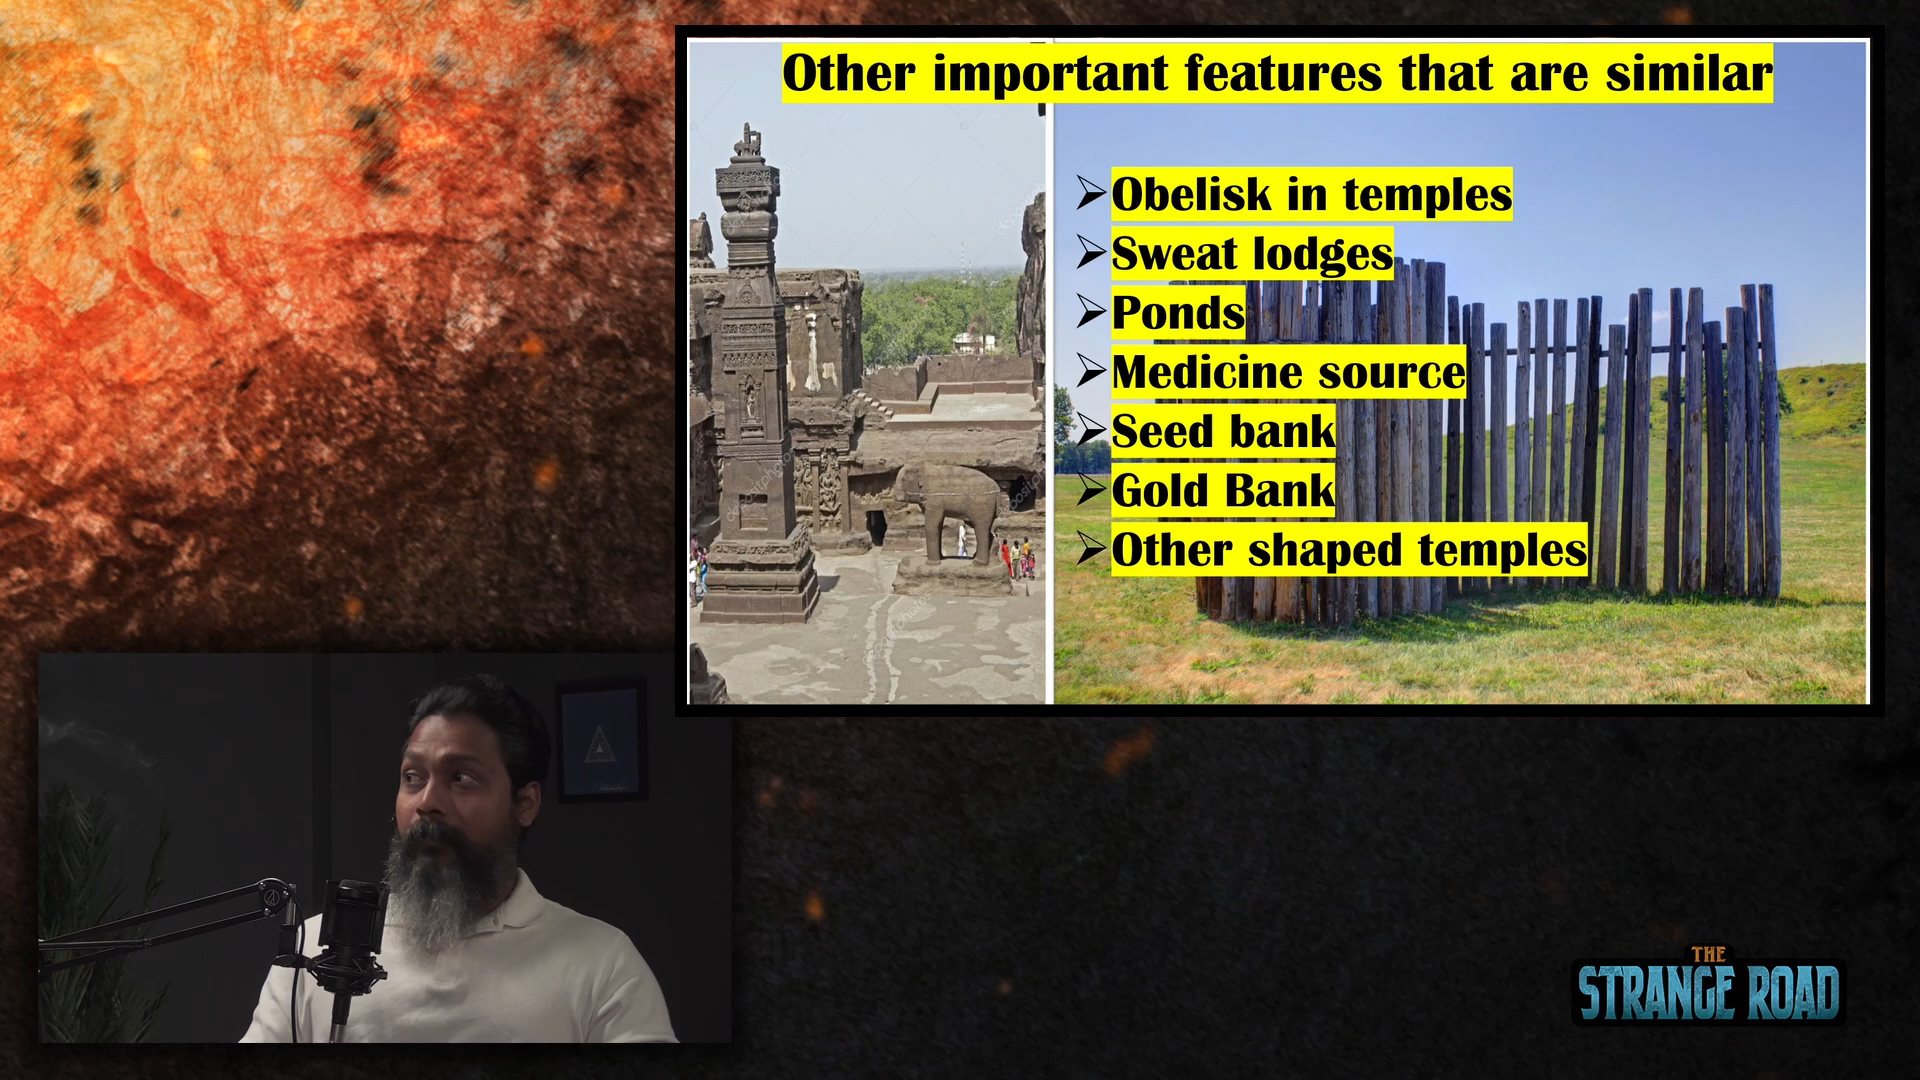 Other important features that are similar
➢Obelisk in temples
➢Sweat lodges
➢Ponds
➢Medicine source
➢Seed bank
➢Gold Bank
➢Other shaped temples
THE
STRANGE ROAD